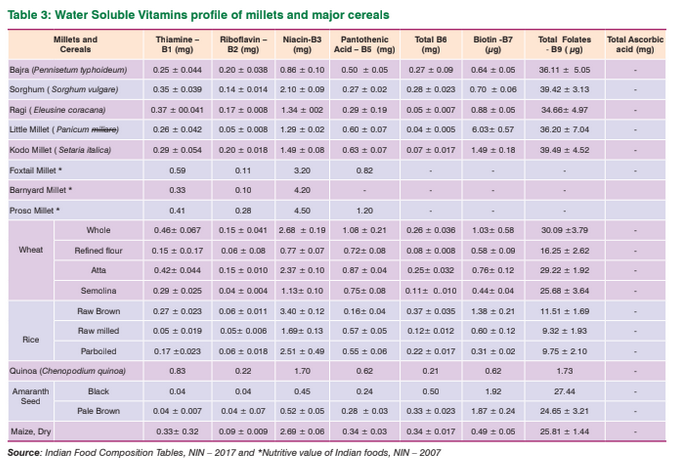 Table 3: Water Soluble Vitamins profile of millets and major cereals
Millets and Cereals | Thiamine – B1 (mg) | Riboflavin – B2 (mg) | Niacin-B3 (mg) | Pantothenic Acid – B5 (mg) | Total B6 (mg) | Biotin -B7 (µg) | Total Folates - B9 ( µg) | Total Ascorbic acid (mg)
Bajra (Pennisetum typhoideum) 0.25 ± 0.044 0.20 ± 0.038 0.86 ± 0.10 0.50 ± 0.05 0.27 ± 0.09 0.64 ± 0.05 36.11 ± 5.05 -
Sorghum ( Sorghum vulgare) 0.35 ± 0.039 0.14 ± 0.014 2.10 ± 0.09 0.27 ± 0.02 0.28 ± 0.023 0.70 ± 0.06 39.42 ± 3.13 -
Ragi ( Eleusine coracana) 0.37 ± 00.041 0.17 ± 0.008 1.34 ± 002 0.29 ± 0.19 0.05 ± 0.007 0.88 ± 0.05 34.66± 4.97 -
Little Millet ( Panicum miliare) 0.26 ± 0.042 0.05 ± 0.008 1.29 ± 0.02 0.60 ± 0.07 0.04 ± 0.005 6.03± 0.57 36.20 ± 7.04 -
Kodo Millet ( Setaria italica) 0.29 ± 0.054 0.20 ± 0.018 1.49 ± 0.08 0.63 ± 0.07 0.07 ± 0.017 1.49 ± 0.18 39.49 ± 4.52 -
Foxtail Millet * 0.59 0.11 3.20 0.82 - - - -
Barnyard Millet * 0.33 0.10 4.20 - - - -
Proso Millet * 0.41 0.28 4.50 1.20 - - -
Wheat
Whole 0.46± 0.067 0.15 ± 0.041 2.68 ± 0.19 1.08 ± 0.21 0.26 ± 0.036 1.03± 0.58 30.09 ±3.79 -
Refined flour 0.15 ± 0.0.17 0.06 ± 0.08 0.77 ± 0.07 0.72± 0.08 0.08 ± 0.008 0.58 ± 0.09 16.25 ± 2.62 -
Atta 0.42± 0.044 0.15 ± 0.010 2.37 ± 0.10 0.87 ± 0.04 0.25± 0.032 0.76± 0.12 29.22 ± 1.92 -
Semolina 0.29 ± 0.025 0.04 ± 0.004 1.13± 0.10 0.75± 0.08 0.11± 0..010 0.44± 0.04 25.68 ± 3.64 -
Rice
Raw Brown 0.27 ± 0.023 0.06 ± 0.011 3.40 ± 0.12 0.16± 0.04 0.37 ± 0.035 1.38 ± 0.21 11.51 ± 1.69 -
Raw milled 0.05 ± 0.019 0.05± 0.006 1.69± 0.13 0.57 ± 0.05 0.12± 0.012 0.60 ± 0.12 9.32 ± 1.93 -
Parboiled 0.17 ±0.023 0.06 ± 0.018 2.51 ± 0.49 0.55 ± 0.06 0.22 ± 0.017 0.31 ± 0.02 9.75 ± 2.10 -
Quinoa (Chenopodium quinoa) 0.83 0.22 1.70 0.62 0.21 0.62 1.73 -
Amaranth Seed
Black 0.04 0.04 0.45 0.24 0.50 1.92 27.44 -
Pale Brown 0.04 ± 0.007 0.04 ± 0.07 0.52 ± 0.05 0.28 ± 0.03 0.33 ± 0.023 1.87 ± 0.24 24.65 ± 3.21 -
Maize, Dry 0.33± 0.32 0.09 ± 0.009 2.69 ± 0.06 0.34 ± 0.03 0.34 ± 0.017 0.49 ± 0.05 25.81 ± 1.44 -
Source: Indian Food Composition Tables, NIN – 2017 and *Nutritive value of Indian foods, NIN – 2007